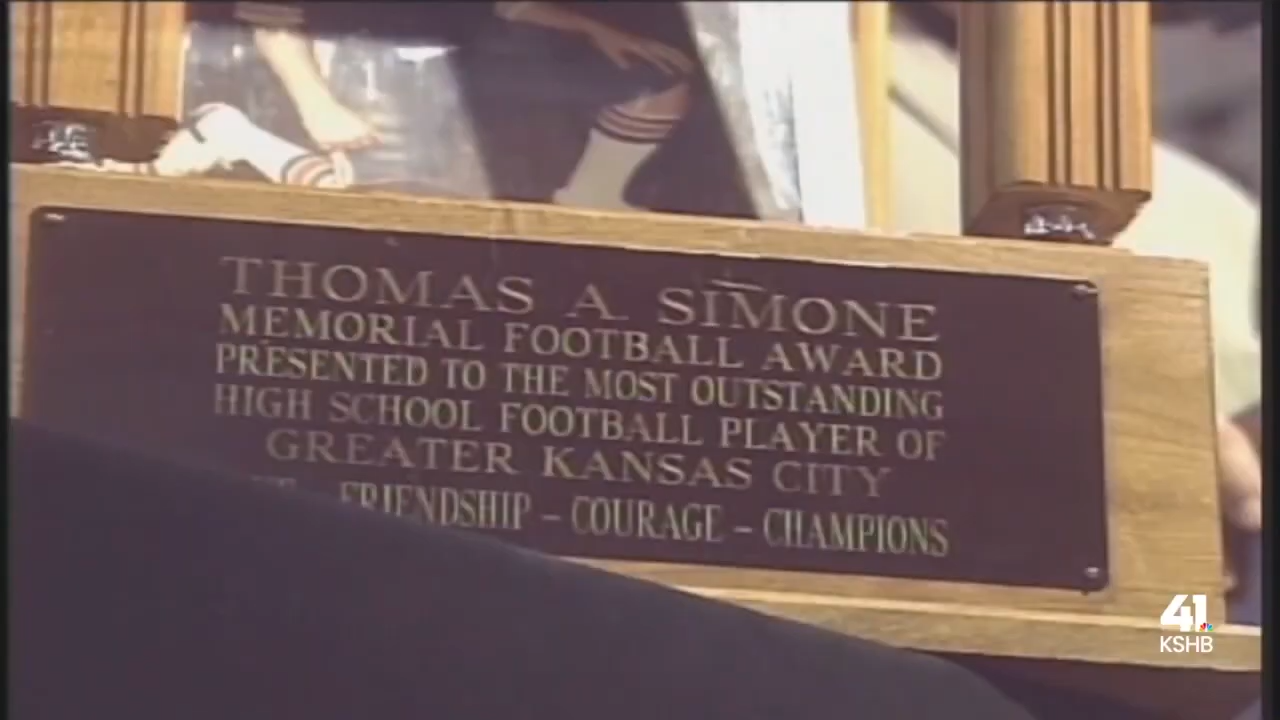 THOMAS A. SIMONE
MEMORIAL FOOTBALL AWARD
PRESENTED TO THE MOST OUTSTANDING
HIGH SCHOOL FOOTBALL PLAYER OF
GREATER KANSAS CITY
FRIENDSHIP – COURAGE – CHAMPIONS
41
KSHB